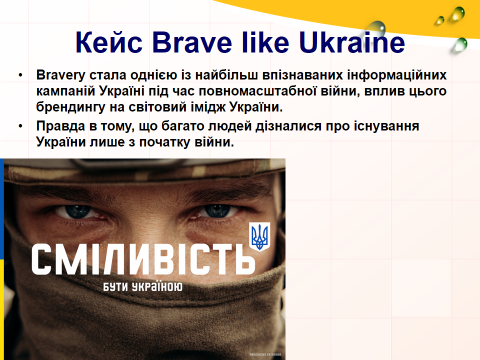 Кейс Brave like Ukraine
• Bravery стала однією із найбільш впізнаваних інформаційних
кампаній Україні під час повномасштабної війни, вплив цього
брендингу на світовий імідж України.
• Правда в тому, що багато людей дізналися про існування
України лише з початку війни.
СМІЛИВІСТЬ
БУТИ УКРАЇНОЮ